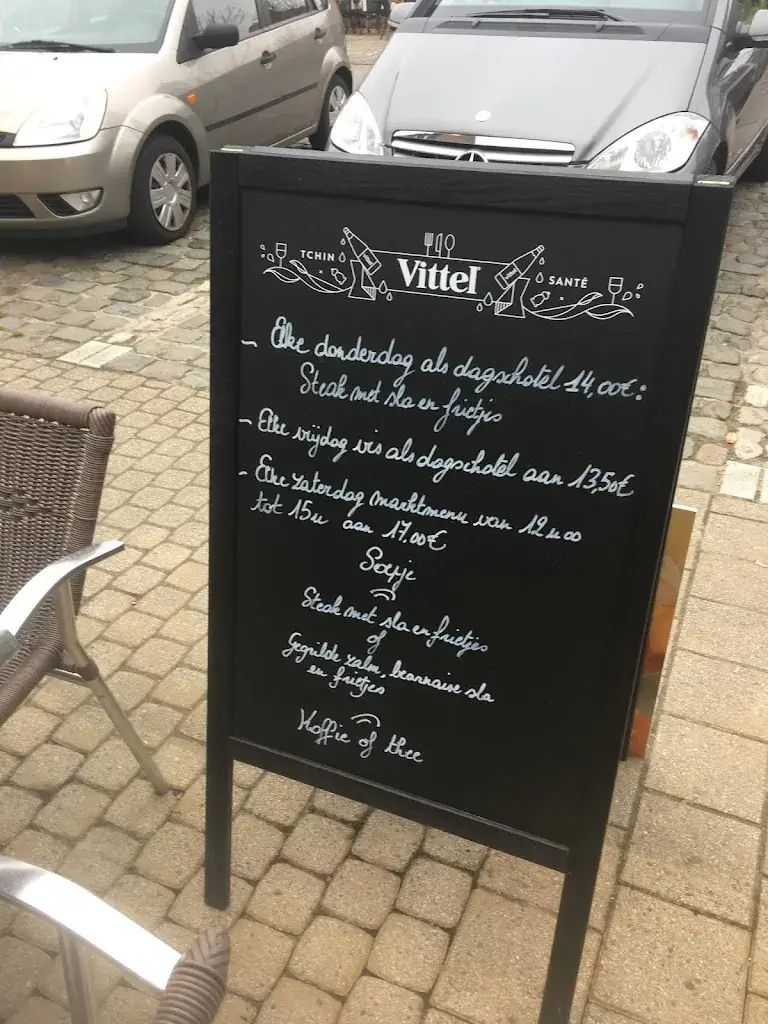 TCHIN Vittel SANTÉ
- Elke donderdag als dagschotel 14,00€:
Steak met sla en frietjes
- Elke vrijdag vis als dagschotel aan 13,50€
- Elke zaterdag marktmenu van 12u00
tot 15u aan 17.00€
Soepje
Steak met sla en frietjes
of
Gegrilde zalm, bearnaise sla
en frietjes
Koffie of thee